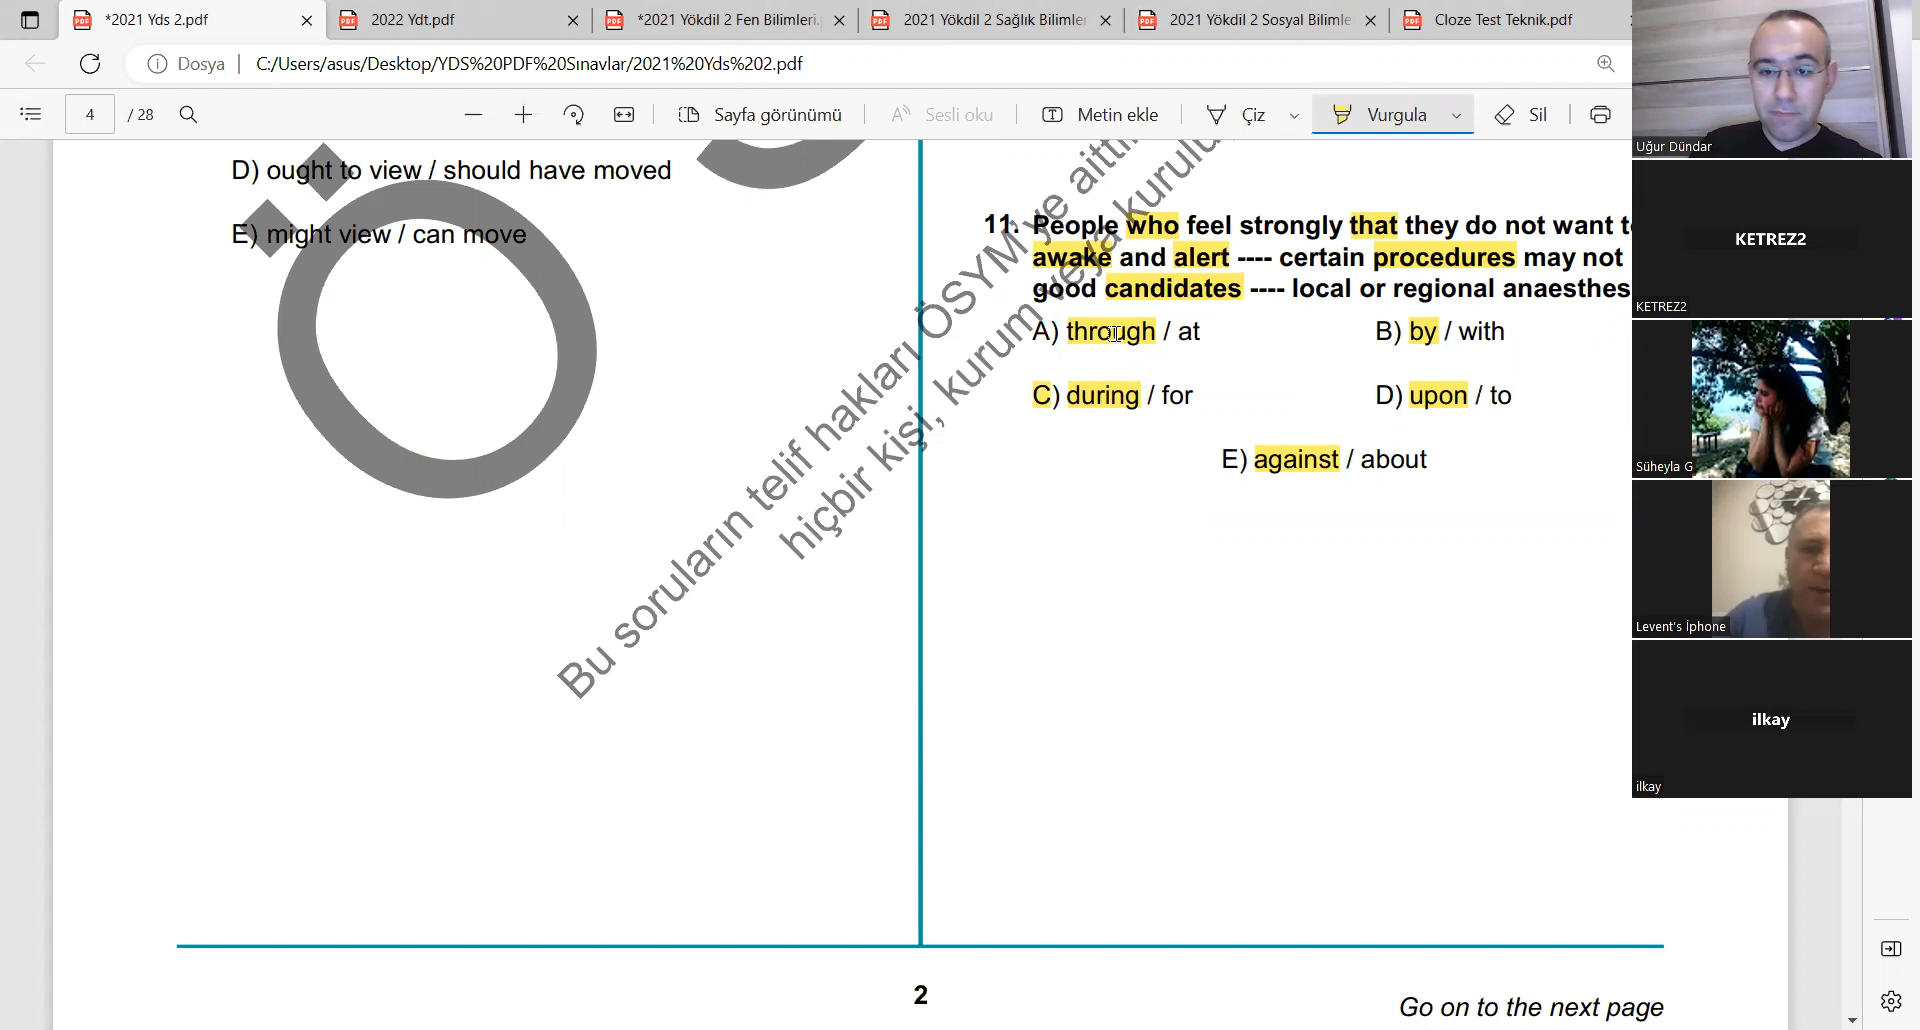 *2021 Yds 2.pdf
2022 Ydt.pdf
*2021 Yökdil 2 Fen Bilimleri.
2021 Yökdil 2 Sağlık Bilimler
2021 Yökdil 2 Sosyal Bilimle
Cloze Test Teknik.pdf
Dosya
C:/Users/asus/Desktop/YDS%20PDF%20Sınavlar/2021%20Yds%202.pdf
4 / 28
Sayfa görünümü
Sesli oku
Metin ekle
Çiz
Vurgula
Sil
D) ought to view / should have moved
E) might view / can move
Bu soruların telif hakları ÖSYM'ye aittir
hiçbir kişi, kurum veya kurulu
11. People who feel strongly that they do not want t
awake and alert ---- certain procedures may not
good candidates ---- local or regional anaesthes
A) through / at
B) by / with
C) during / for
D) upon / to
E) against / about
2
Go on to the next page
Uğur Dündar
KETREZ2
KETREZ2
Süheyla G
Levent's İphone
ilkay
ilkay